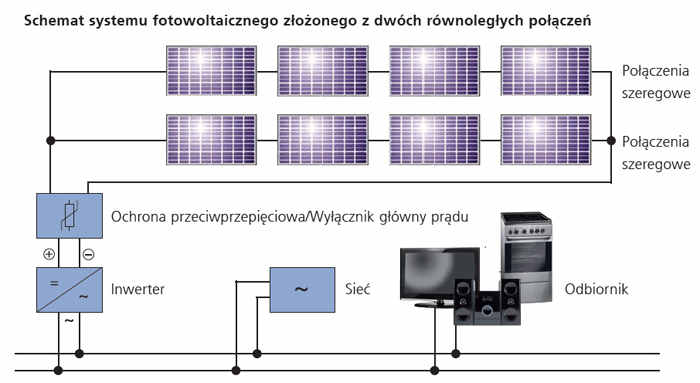 Schemat systemu fotowoltaicznego złożonego z dwóch równoległych połączeń
Połączenia
szeregowe
Połączenia
szeregowe
Ochrona przeciwprzepięciowa/Wyłącznik główny prądu
+ −
= ~
Inwerter
~
Sieć
Odbiornik
~